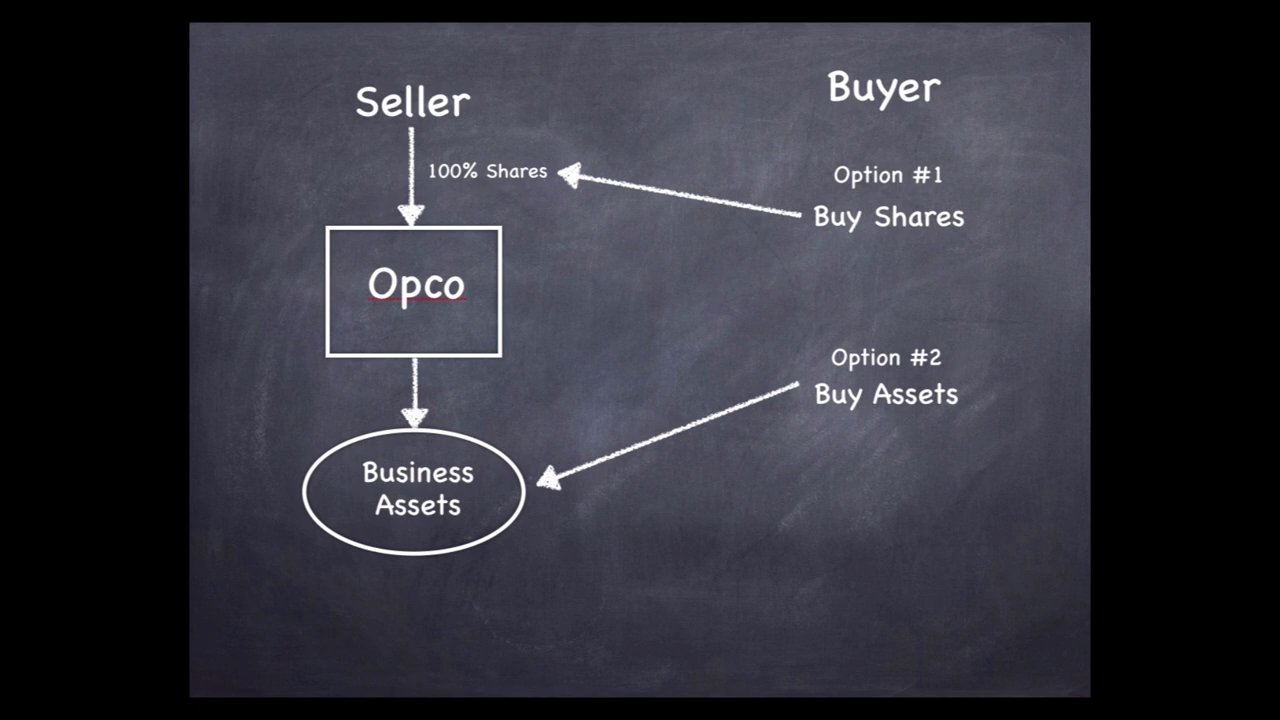 Seller
Buyer
100% Shares
Option #1
Buy Shares
Opco
Option #2
Buy Assets
Business
Assets